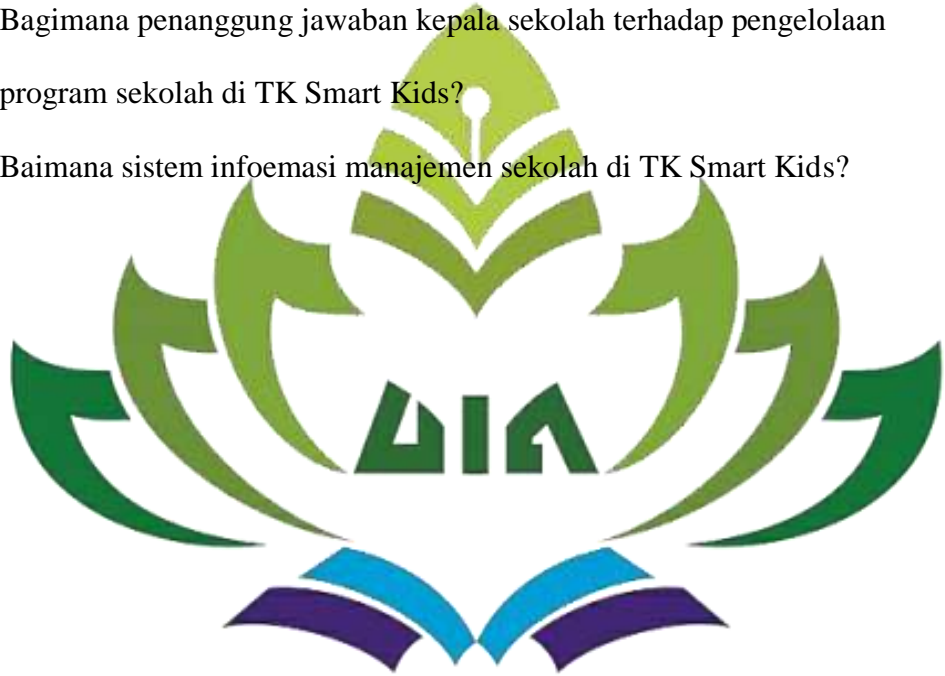 Bagimana penanggung jawaban kepala sekolah terhadap pengelolaan
program sekolah di TK Smart Kids?
Baimana sistem infoemasi manajemen sekolah di TK Smart Kids?